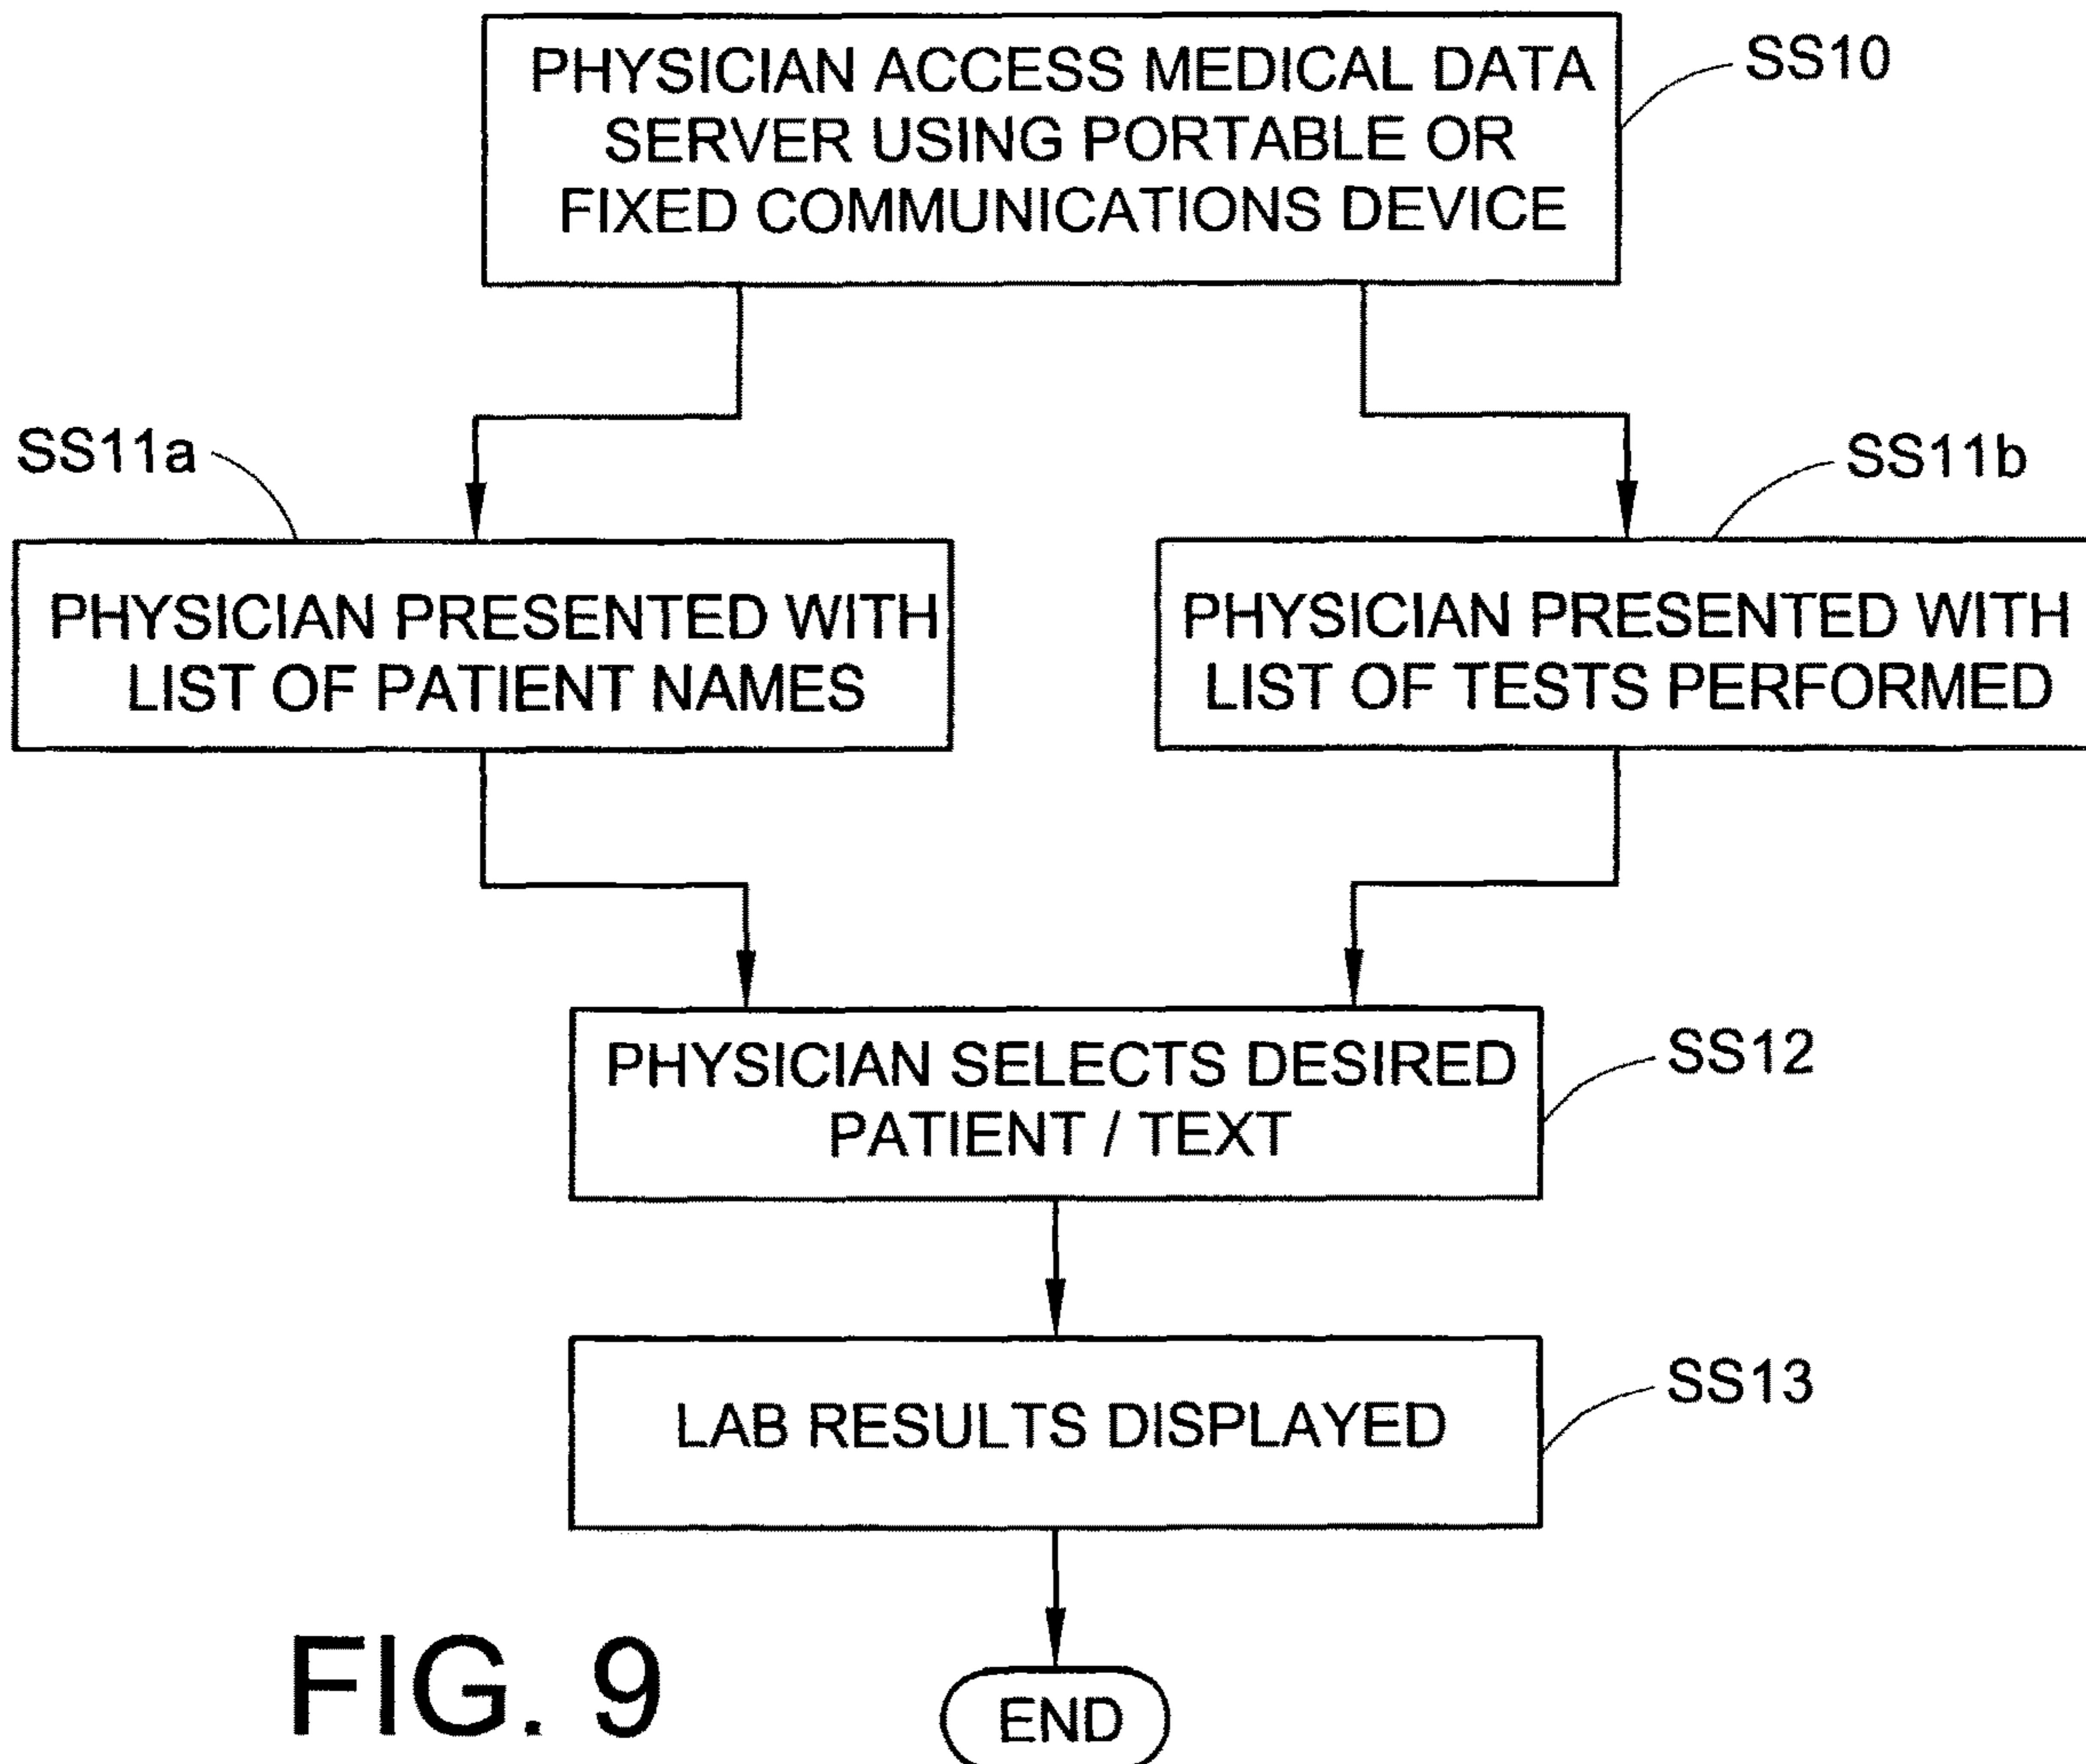 PHYSICIAN ACCESS MEDICAL DATA
SERVER USING PORTABLE OR
FIXED COMMUNICATIONS DEVICE
SS10
SS11a
PHYSICIAN PRESENTED WITH
LIST OF PATIENT NAMES
SS11b
PHYSICIAN PRESENTED WITH
LIST OF TESTS PERFORMED
PHYSICIAN SELECTS DESIRED
PATIENT / TEXT
SS12
LAB RESULTS DISPLAYED
SS13
END
FIG. 9